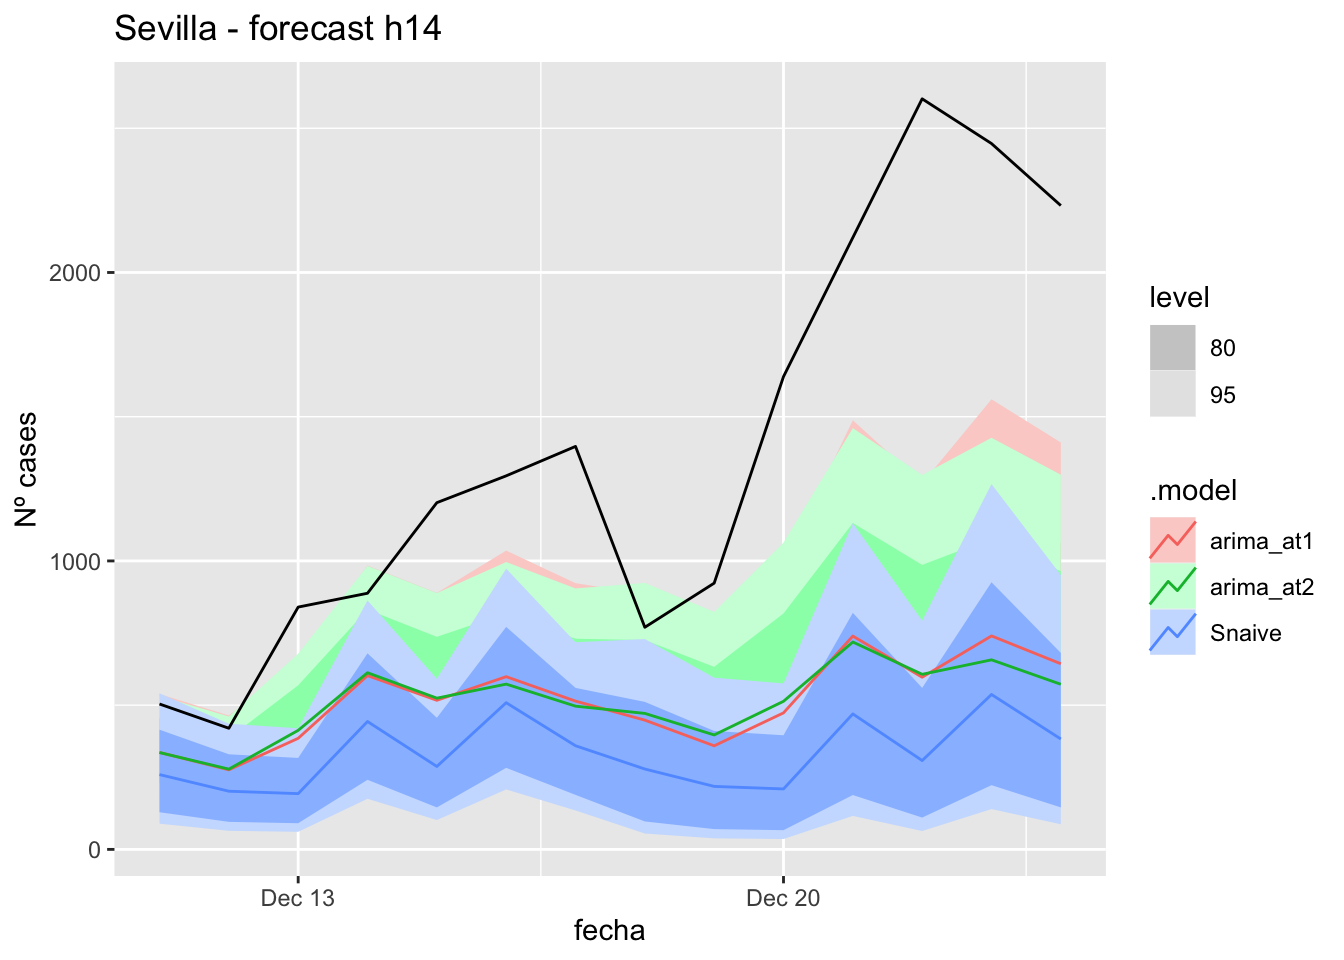 Sevilla - forecast h14
Nº cases
2000
1000
0
Dec 13
Dec 20
fecha
level
80
95
.model
arima_at1
arima_at2
Snaive